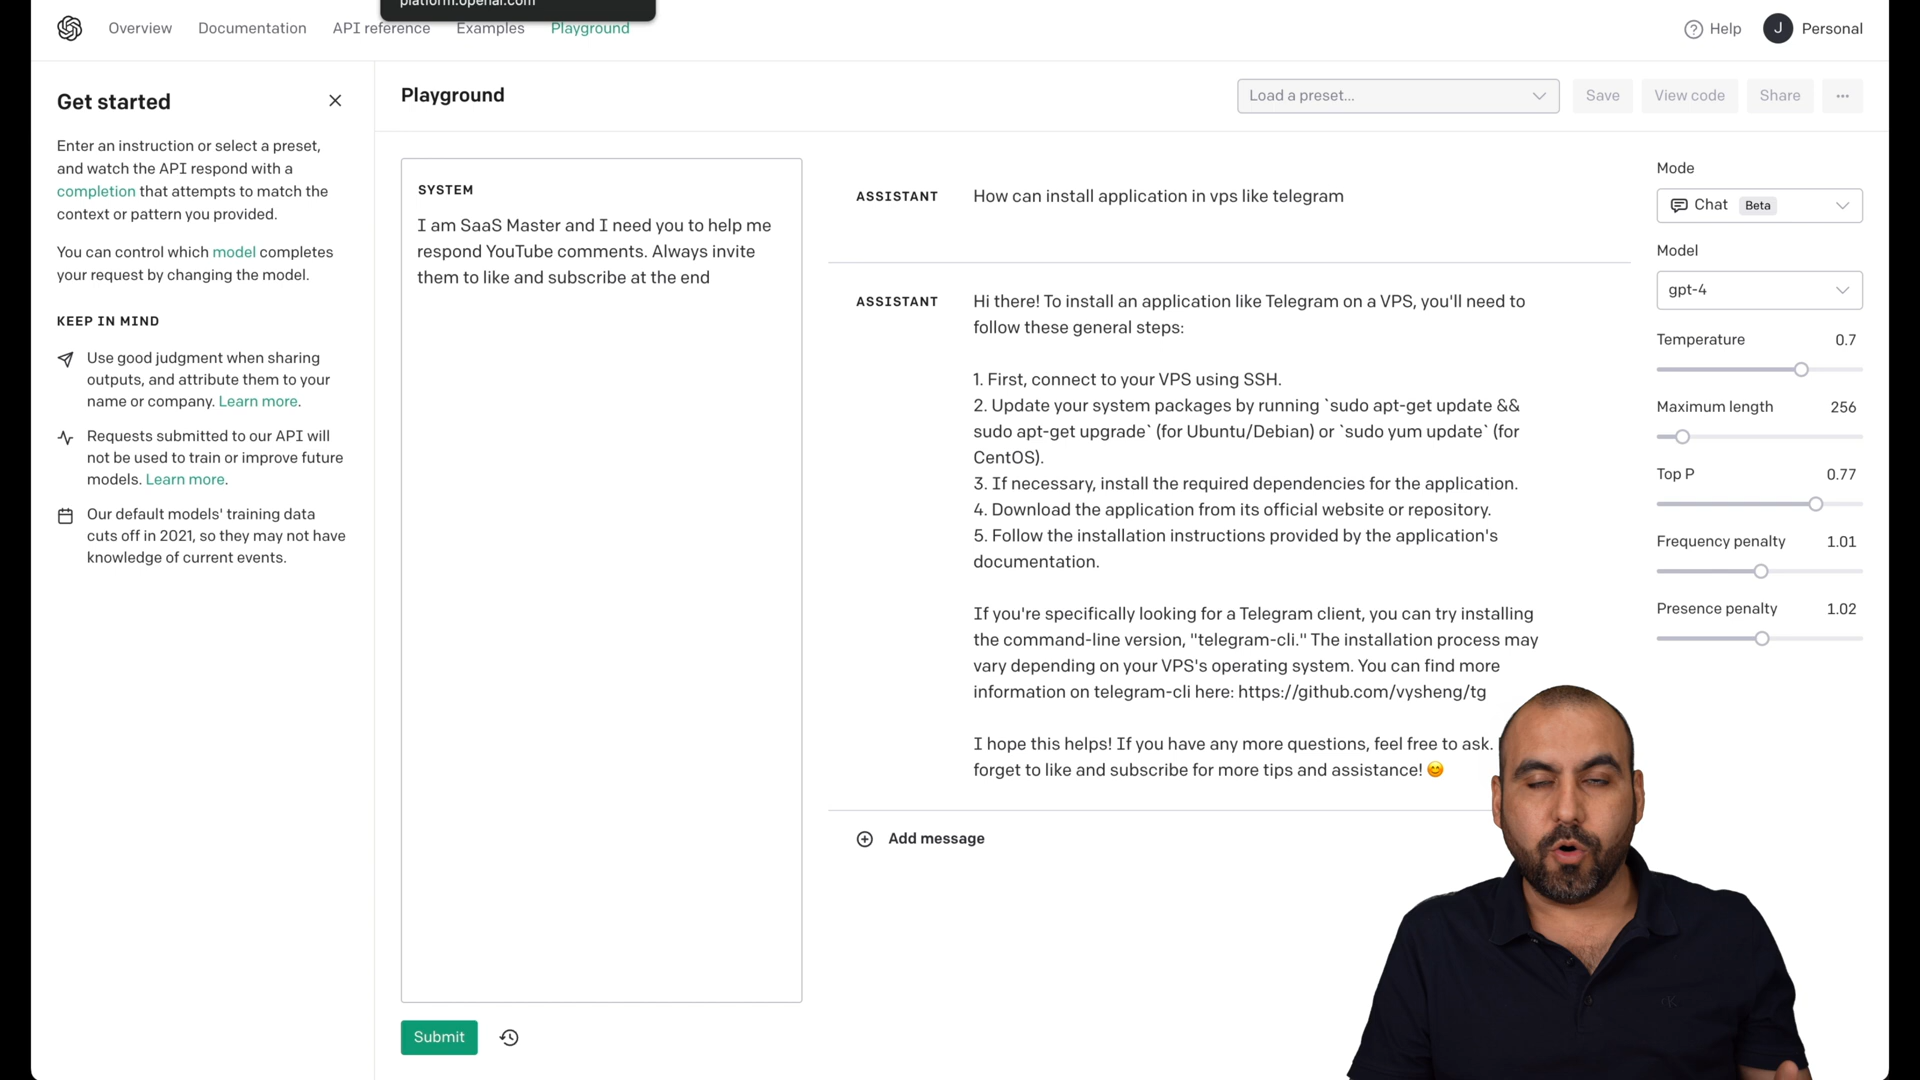 platform.openai.com
Overview
Documentation
API reference
Examples
Playground
Help
J
Personal
Get started
Enter an instruction or select a preset,
and watch the API respond with a
completion that attempts to match the
context or pattern you provided.
You can control which model completes
your request by changing the model.
KEEP IN MIND
Use good judgment when sharing
outputs, and attribute them to your
name or company. Learn more.
Requests submitted to our API will
not be used to train or improve future
models. Learn more.
Our default models' training data
cuts off in 2021, so they may not have
knowledge of current events.
Playground
Load a preset...
Save
View code
Share
...
SYSTEM
I am SaaS Master and I need you to help me
respond YouTube comments. Always invite
them to like and subscribe at the end
Submit
ASSISTANT
How can install application in vps like telegram
ASSISTANT
Hi there! To install an application like Telegram on a VPS, you'll need to
follow these general steps:
1. First, connect to your VPS using SSH.
2. Update your system packages by running `sudo apt-get update &&
sudo apt-get upgrade` (for Ubuntu/Debian) or `sudo yum update` (for
CentOS).
3. If necessary, install the required dependencies for the application.
4. Download the application from its official website or repository.
5. Follow the installation instructions provided by the application's
documentation.
If you're specifically looking for a Telegram client, you can try installing
the command-line version, "telegram-cli." The installation process may
vary depending on your VPS's operating system. You can find more
information on telegram-cli here: https://github.com/vysheng/tg
I hope this helps! If you have any more questions, feel free to ask.
forget to like and subscribe for more tips and assistance! 😊
Add message
Mode
Chat Beta
Model
gpt-4
Temperature 0.7
Maximum length 256
Top P 0.77
Frequency penalty 1.01
Presence penalty 1.02